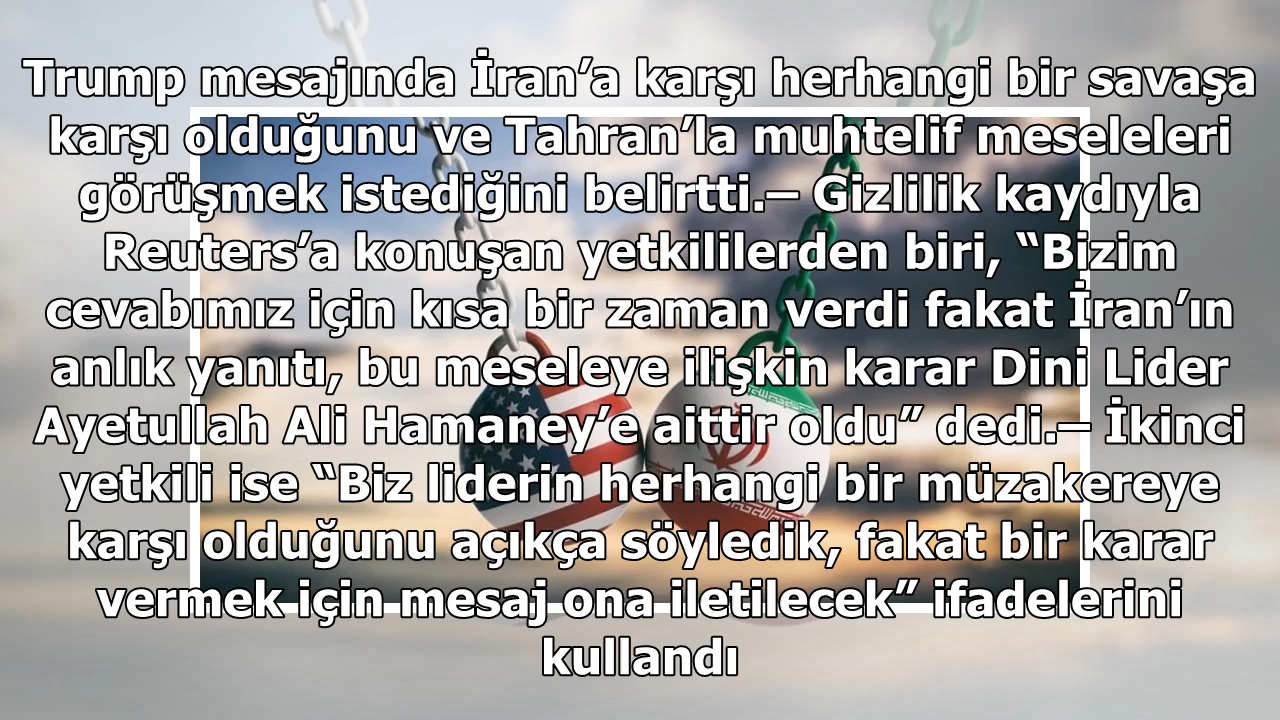 Trump mesajında İran’a karşı herhangi bir savaşa
karşı olduğunu ve Tahran’la muhtelif meseleleri
görüşmek istediğini belirtti.— Gizlilik kaydıyla
Reuters’a konuşan yetkililerden biri, “Bizim
cevabımız için kısa bir zaman verdi fakat İran’ın
anlık yanıtı, bu meseleye ilişkin karar Dini Lider
Ayetullah Ali Hamaney’e aittir oldu” dedi.— İkinci
yetkili ise “Biz liderin herhangi bir müzakereye
karşı olduğunu açıkça söyledik, fakat bir karar
vermek için mesaj ona iletilecek” ifadelerini
kullandı